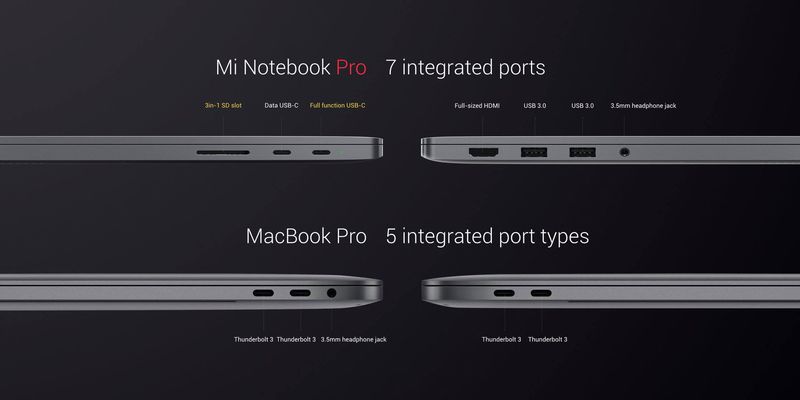 Mi Notebook Pro 7 integrated ports
3in-1 SD slot Data USB-C Full function USB-C Full-sized HDMI USB 3.0 USB 3.0 3.5mm headphone jack
MacBook Pro 5 integrated port types
Thunderbolt 3 Thunderbolt 3 3.5mm headphone jack Thunderbolt 3 Thunderbolt 3